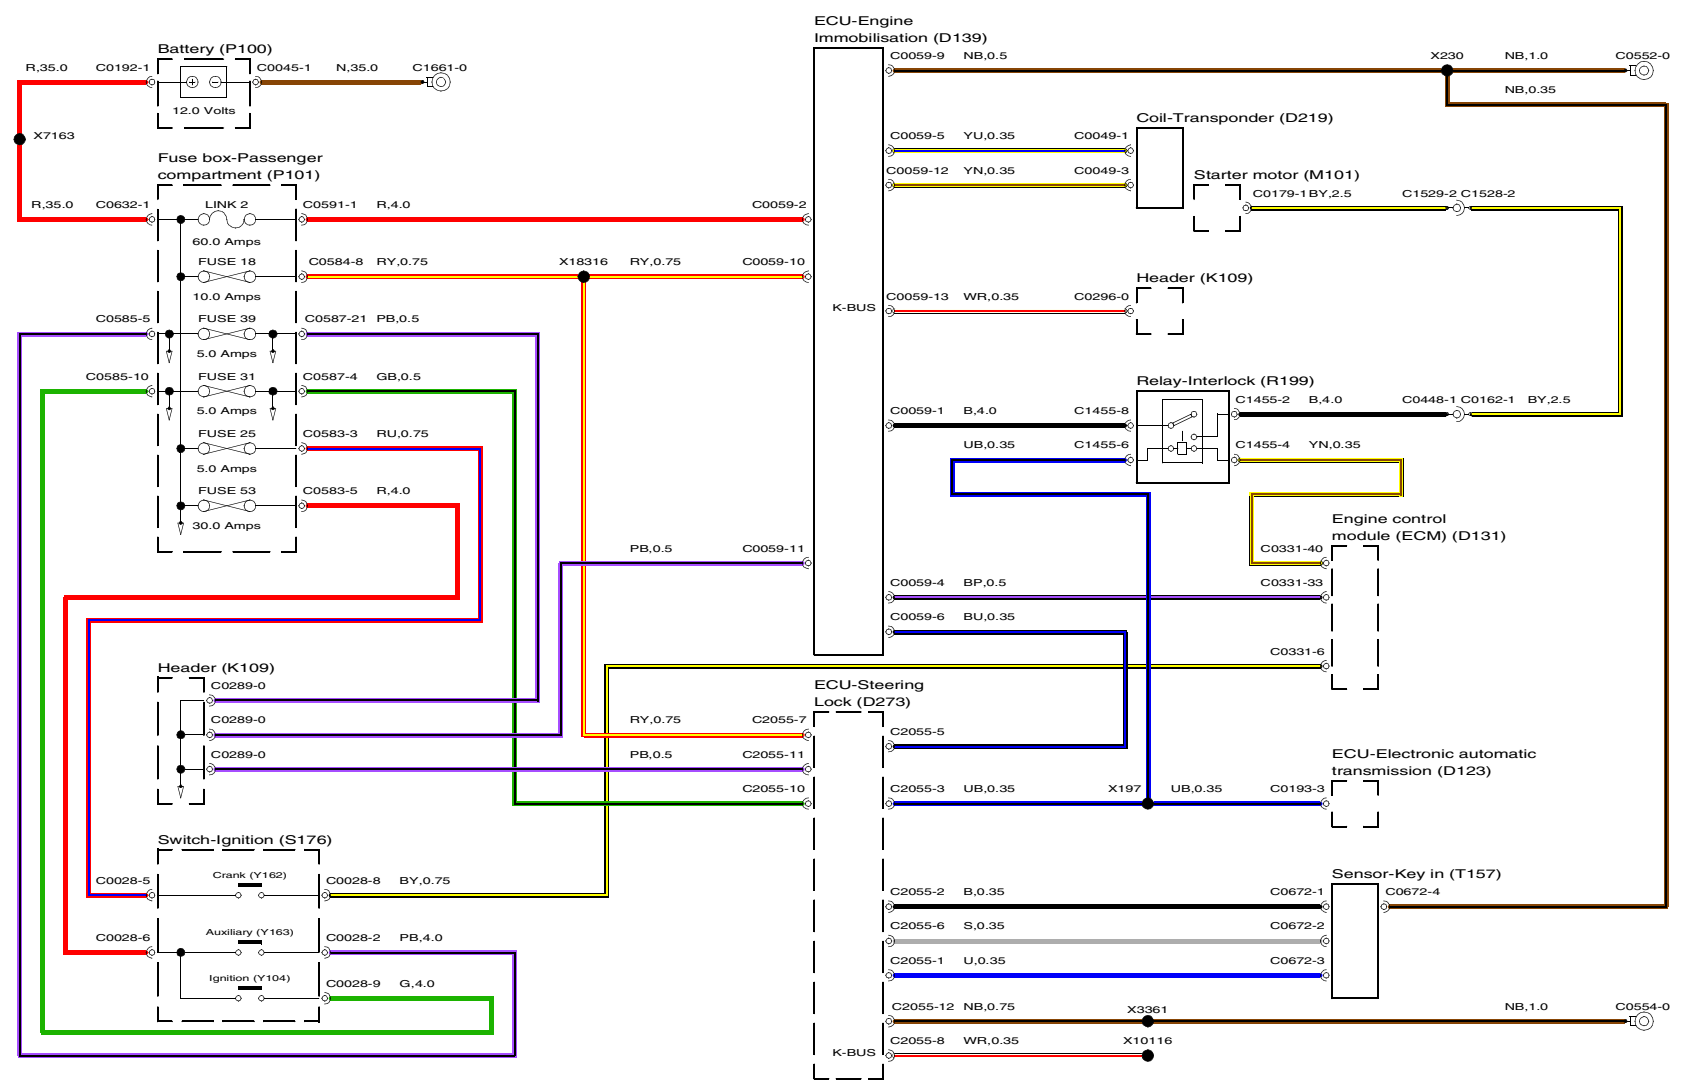 ECU-Engine
Immobilisation (D139)
Battery (P100)
R,35.0 C0192-1 C0045-1 N,35.0 C1661-0
12.0 Volts
X7163
C0059-9 NB,0.5 X230 NB,1.0 C0552-0
NB,0.35
Coil-Transponder (D219)
C0059-5 YU,0.35 C0049-1
C0059-12 YN,0.35 C0049-3
Starter motor (M101)
C0179-1 BY,2.5 C1529-2 C1528-2
Fuse box-Passenger
compartment (P101)
R,35.0 C0632-1 LINK 2 C0591-1 R,4.0 C0059-2
60.0 Amps
FUSE 18 C0584-8 RY,0.75 X18316 RY,0.75 C0059-10
10.0 Amps
Header (K109)
K-BUS C0059-13 WR,0.35 C0296-0
C0585-5 FUSE 39 C0587-21 PB,0.5
5.0 Amps
C0585-10 FUSE 31 C0587-4 GB,0.5
5.0 Amps
Relay-Interlock (R199)
C0059-1 B,4.0 C1455-8 C1455-2 B,4.0 C0448-1 C0162-1 BY,2.5
UB,0.35 C1455-6 C1455-4 YN,0.35
FUSE 25 C0583-3 RU,0.75
5.0 Amps
FUSE 53 C0583-5 R,4.0
30.0 Amps
Engine control
module (ECM) (D131)
PB,0.5 C0059-11 C0331-40
C0059-4 BP,0.5 C0331-33
C0059-6 BU,0.35
C0331-6
Header (K109)
C0289-0
C0289-0
C0289-0
ECU-Steering
Lock (D273)
RY,0.75 C2055-7
C2055-5
PB,0.5 C2055-11
C2055-10
ECU-Electronic automatic
transmission (D123)
C2055-3 UB,0.35 X197 UB,0.35 C0193-3
Switch-Ignition (S176)
C0028-5 Crank (Y162) C0028-8 BY,0.75
C0028-6 Auxiliary (Y163) C0028-2 PB,4.0
Ignition (Y104) C0028-9 G,4.0
Sensor-Key in (T157)
C2055-2 B,0.35 C0672-1 C0672-4
C2055-6 S,0.35 C0672-2
C2055-1 U,0.35 C0672-3
C2055-12 NB,0.75 X3361 NB,1.0 C0554-0
K-BUS C2055-8 WR,0.35 X10116